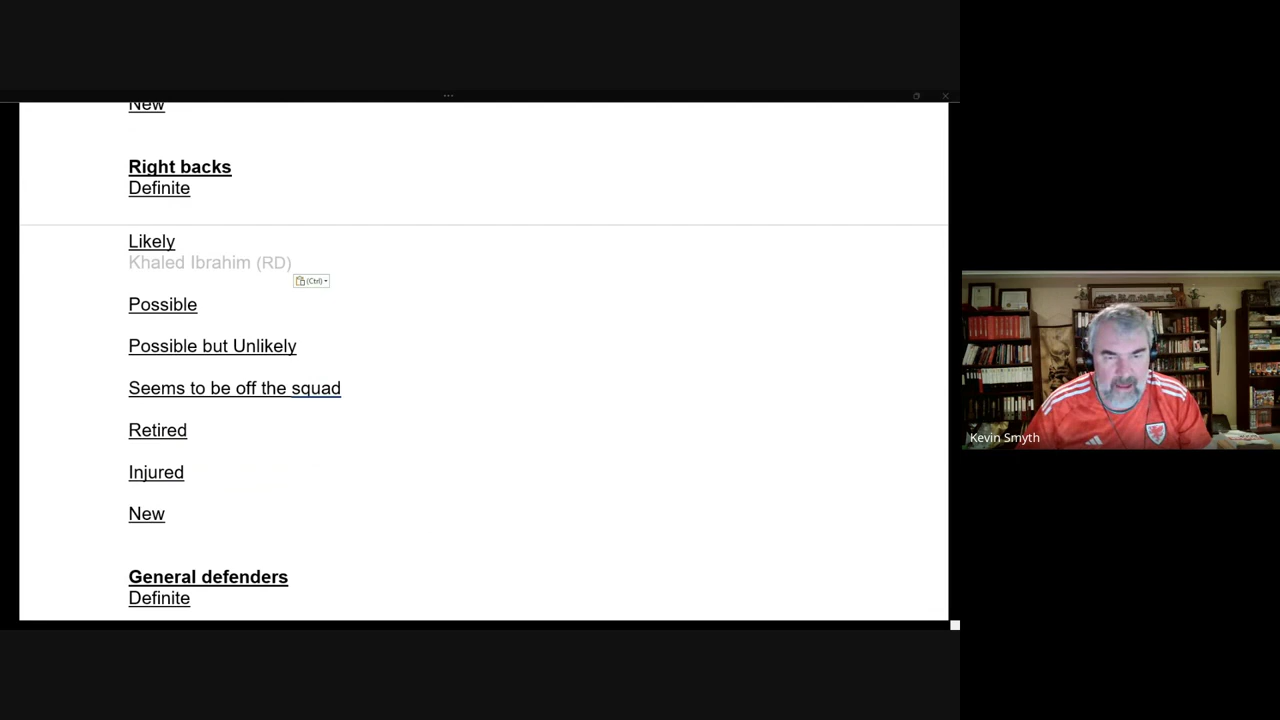 New
Right backs
Definite
Likely
Khaled Ibrahim (RD)
(Ctrl)
Possible
Possible but Unlikely
Seems to be off the squad
Retired
Injured
New
General defenders
Definite
Kevin Smyth